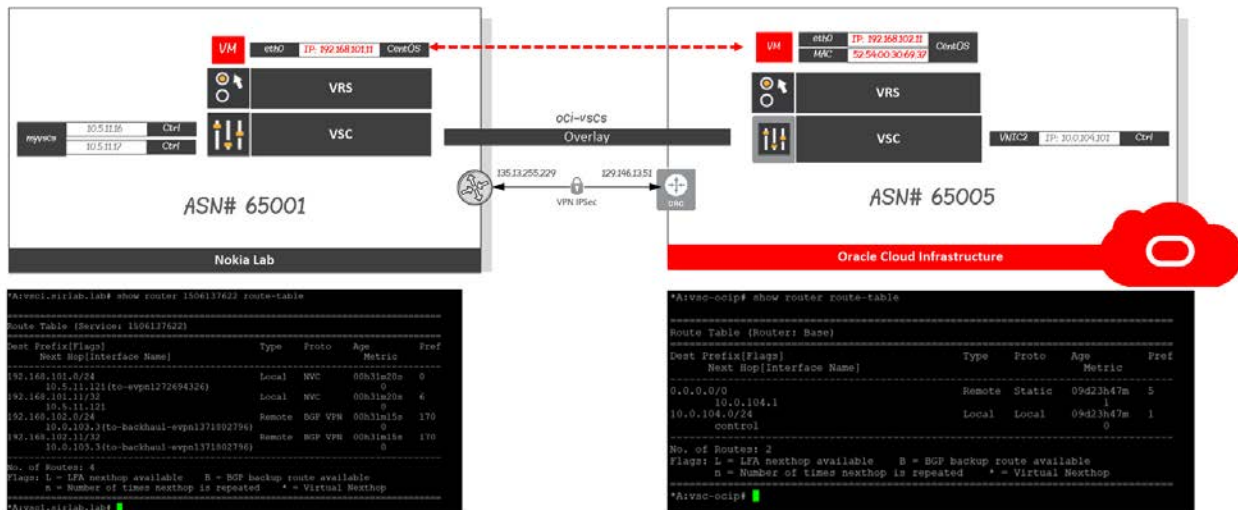 VM eth0 IP: 192.168.101.11 CentOS
VRS
myvscs 10.5.11.16 Ctrl
10.5.11.17 Ctrl
VSC
ASN# 65001
Nokia Lab
oci-vscs
Overlay
135.13.255.229 129.146.13.51
VPN IPSec
DRG
VM eth0 IP: 192.168.102.11 CentOS
MAC 52:54:00:30:69:37
VRS
VSC
VNIC2 IP: 10.0.104.101 Ctrl
ASN# 65005
Oracle Cloud Infrastructure
*A:vsc1.sirlab.lab# show router 1506137622 route-table
Route Table (Service: 1506137622)
Dest Prefix[Flags] Type Proto Age Pref
Next Hop[Interface Name] Metric
192.168.101.0/24 Local NVC 00h31m20s 0
10.5.11.121(to-evpn1272694326) 0
192.168.101.11/32 Local NVC 00h31m20s 6
10.5.11.121 0
192.168.102.0/24 Remote BGP VPN 00h31m15s 170
10.0.103.3(to-backhaul-evpn1371802796) 0
192.168.102.11/32 Remote BGP VPN 00h31m15s 170
10.0.103.3(to-backhaul-evpn1371802796) 0
No. of Routes: 4
Flags: L = LFA nexthop available B = BGP backup route available
n = Number of times nexthop is repeated * = Virtual Nexthop
*A:vsc1.sirlab.lab#
*A:vsc-ocip# show router route-table
Route Table (Router: Base)
Dest Prefix[Flags] Type Proto Age Pref
Next Hop[Interface Name] Metric
0.0.0.0/0 Remote Static 09d23h47m 5
10.0.104.1 1
10.0.104.0/24 Local Local 09d23h47m 1
control 0
No. of Routes: 2
Flags: L = LFA nexthop available B = BGP backup route available
n = Number of times nexthop is repeated * = Virtual Nexthop
*A:vsc-ocip#